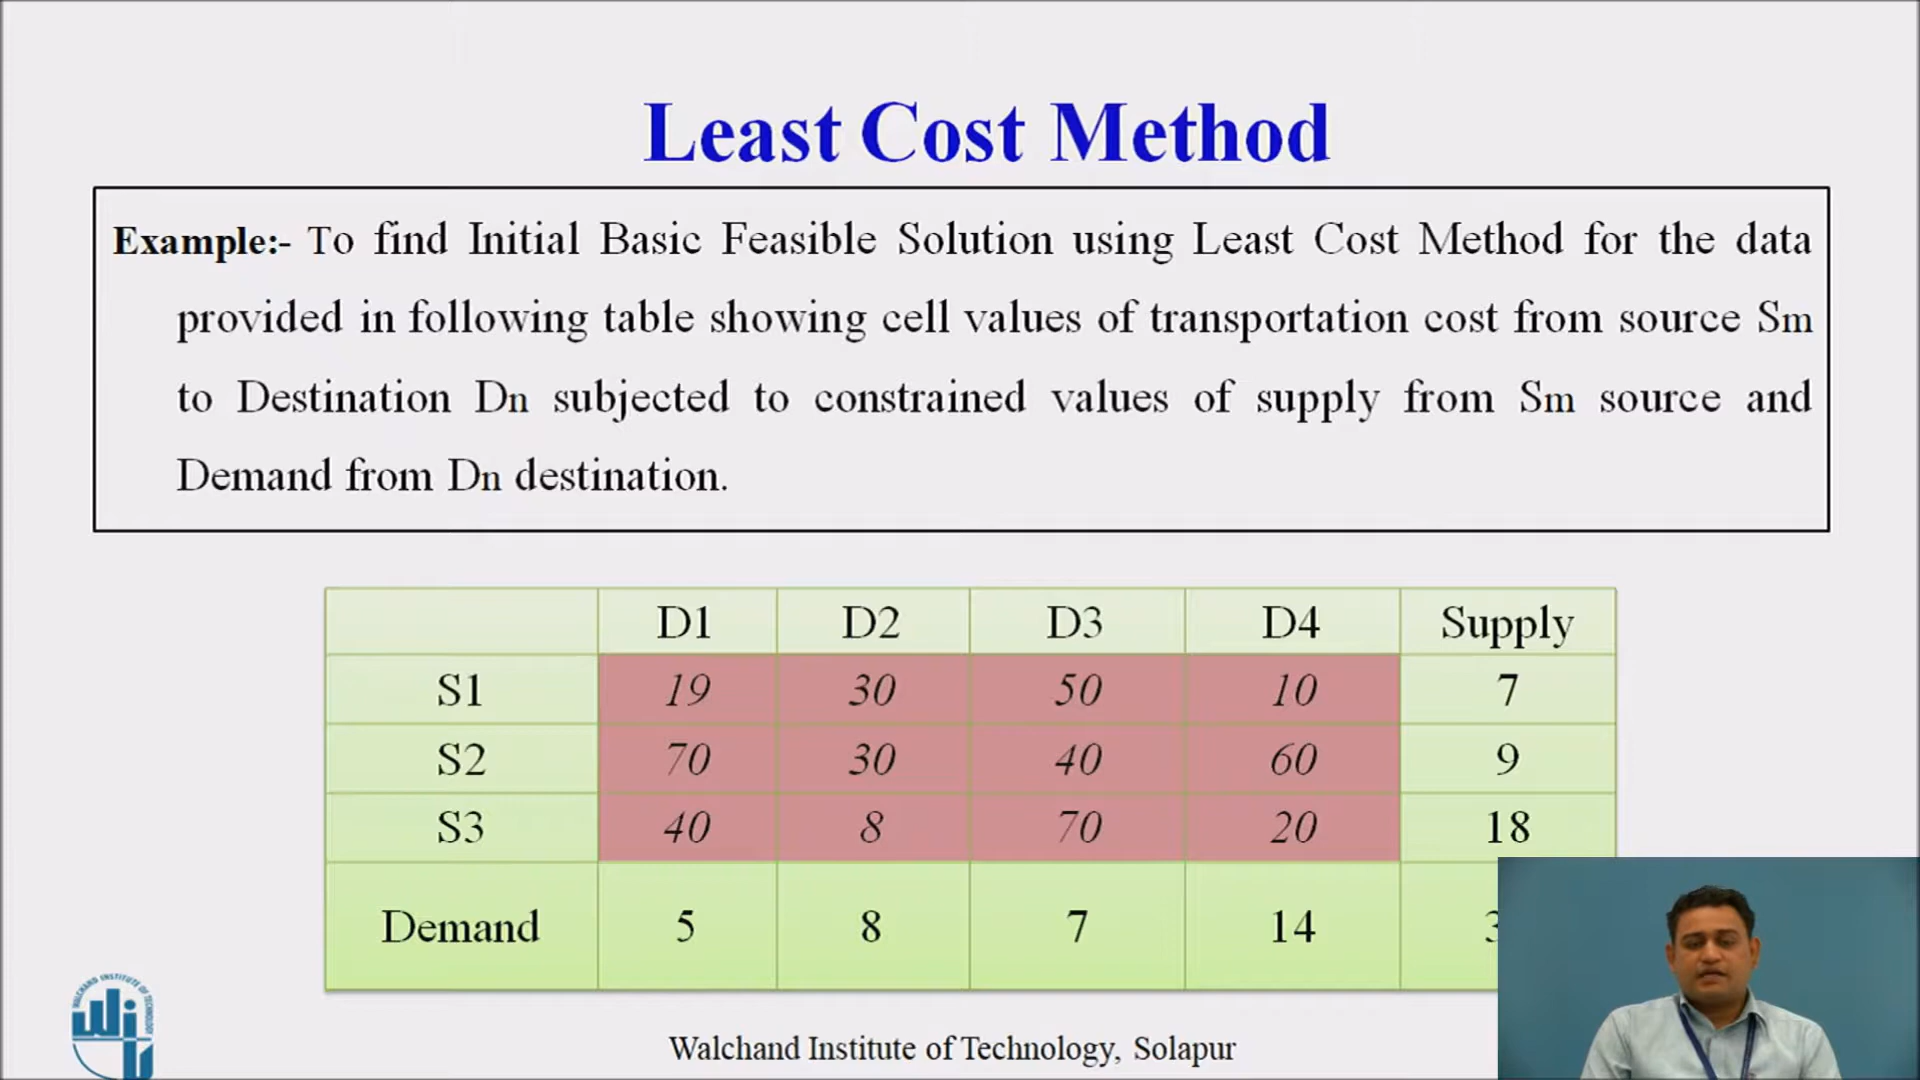 Least Cost Method
Example:- To find Initial Basic Feasible Solution using Least Cost Method for the data
provided in following table showing cell values of transportation cost from source Sm
to Destination Dn subjected to constrained values of supply from Sm source and
Demand from Dn destination.
D1 D2 D3 D4 Supply
S1 19 30 50 10 7
S2 70 30 40 60 9
S3 40 8 70 20 18
Demand 5 8 7 14
WALCHAND INSTITUTE OF TECHNOLOGY
Walchand Institute of Technology, Solapur